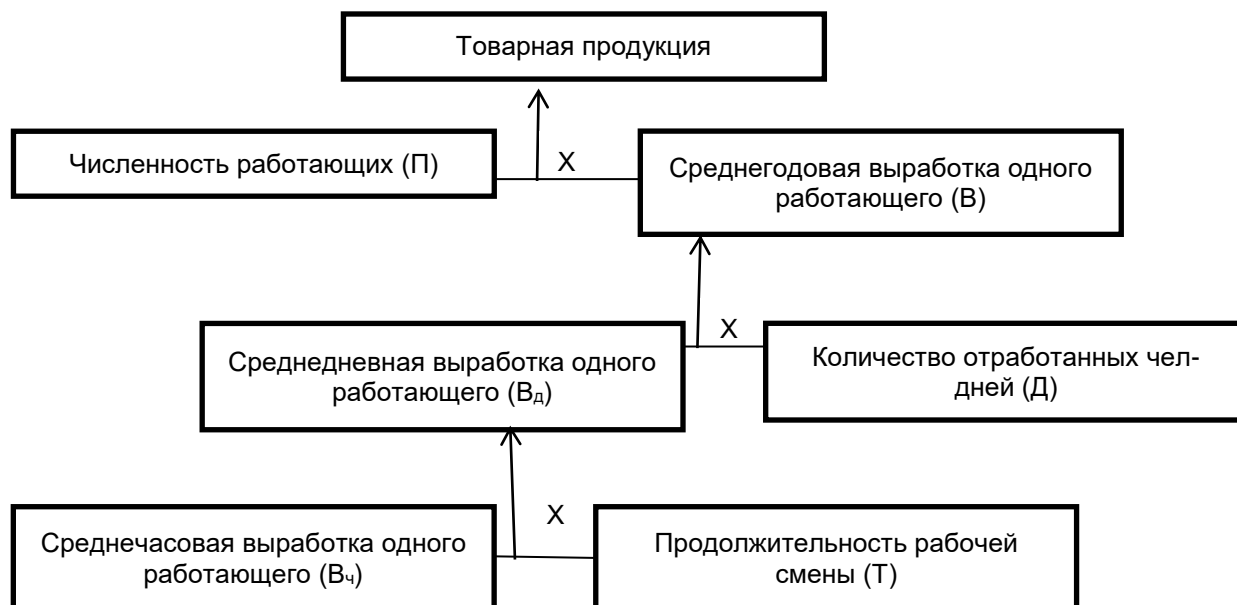 Товарная продукция
Численность работающих (П)
X
Среднегодовая выработка одного
работающего (В)
Среднедневная выработка одного
работающего (Вд)
X
Количество отработанных чел-
дней (Д)
Среднечасовая выработка одного
работающего (Вч)
X
Продолжительность рабочей
смены (Т)